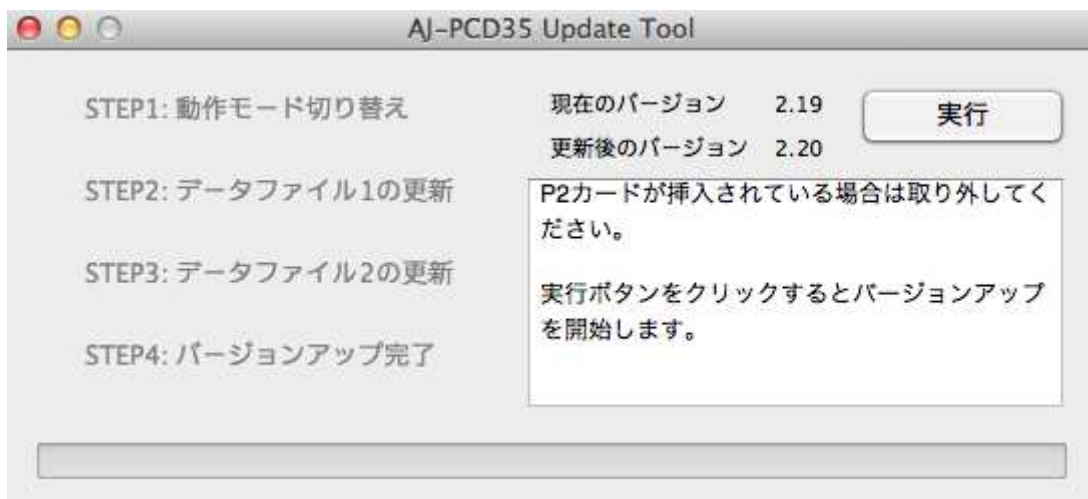 AJ-PCD35 Update Tool
STEP1: 動作モード切り替え
STEP2: データファイル1の更新
STEP3: データファイル2の更新
STEP4: バージョンアップ完了
現在のバージョン 2.19
更新後のバージョン 2.20
実行
P2カードが挿入されている場合は取り外してく
ださい。
実行ボタンをクリックするとバージョンアップ
を開始します。